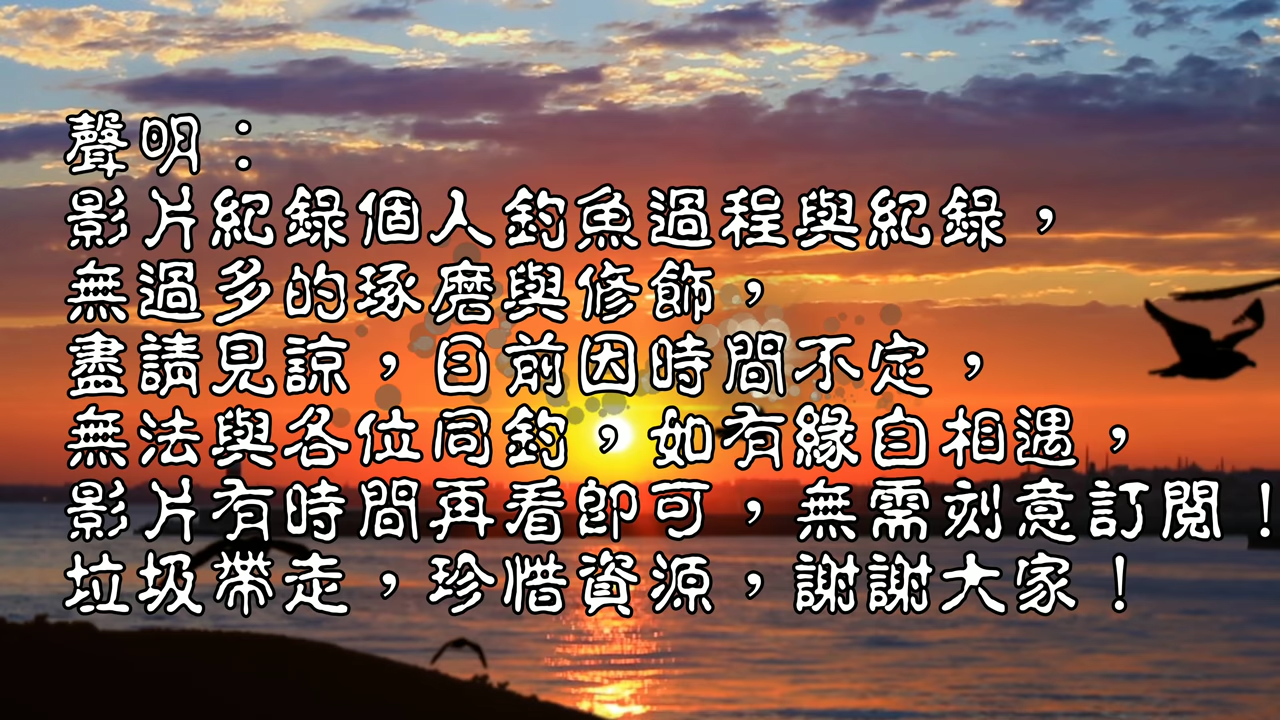 聲明：
影片紀錄個人釣魚過程與紀錄，
無過多的琢磨與修飾，
盡請見諒，目前因時間不定，
無法與各位同釣，如有緣自相遇，
影片有時間再看即可，無需刻意訂閱！
垃圾帶走，珍惜資源，謝謝大家！